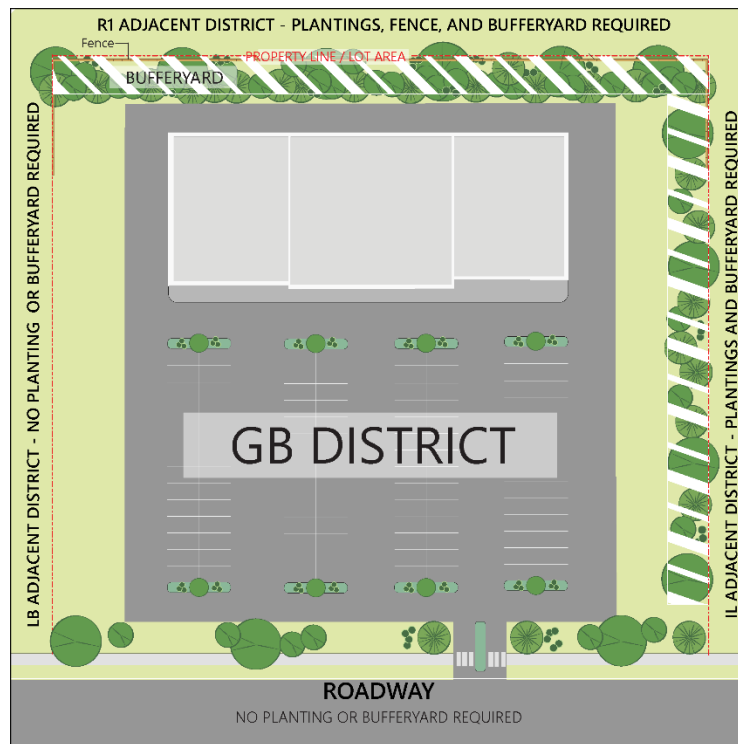 R1 ADJACENT DISTRICT - PLANTINGS, FENCE, AND BUFFERYARD REQUIRED
Fence
PROPERTY LINE / LOT AREA
BUFFERYARD
LB ADJACENT DISTRICT - NO PLANTING OR BUFFERYARD REQUIRED
IL ADJACENT DISTRICT - PLANTINGS AND BUFFERYARD REQUIRED
GB DISTRICT
ROADWAY
NO PLANTING OR BUFFERYARD REQUIRED